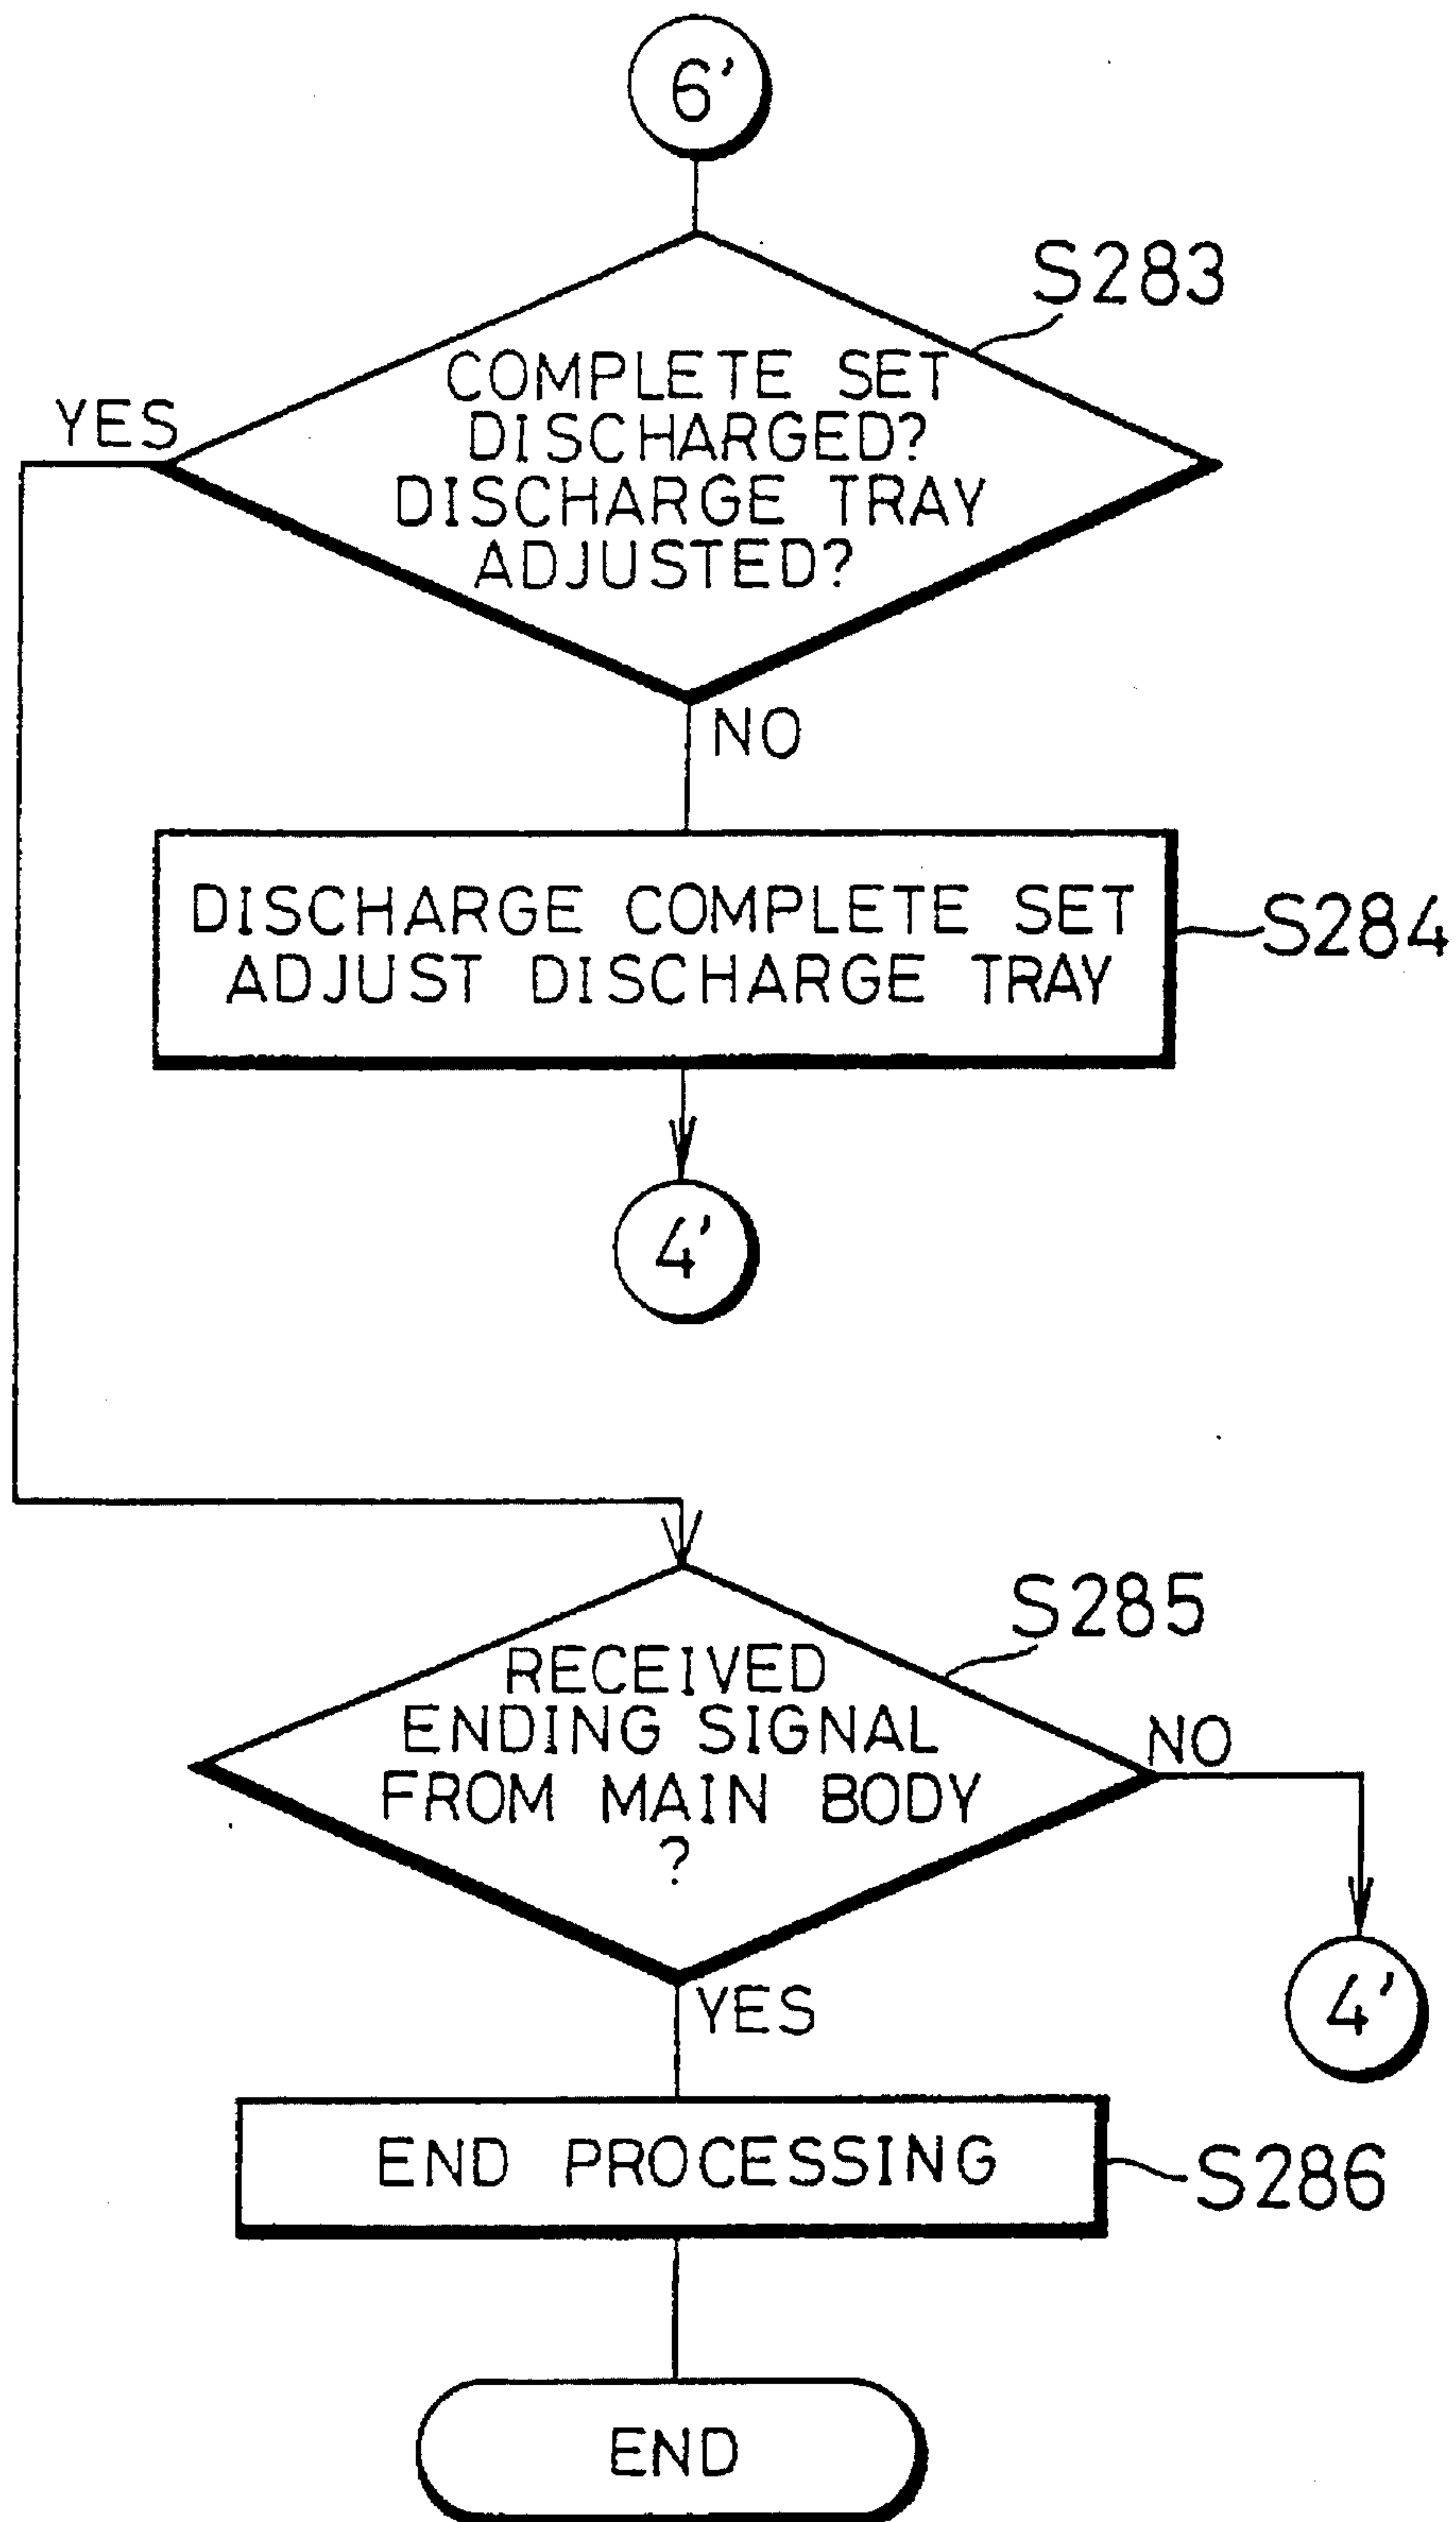 6'
S283
COMPLETE SET
DISCHARGED?
DISCHARGE TRAY
ADJUSTED?
YES
NO
DISCHARGE COMPLETE SET
ADJUST DISCHARGE TRAY
S284
4'
S285
RECEIVED
ENDING SIGNAL
FROM MAIN BODY
?
NO
4'
YES
END PROCESSING
S286
END